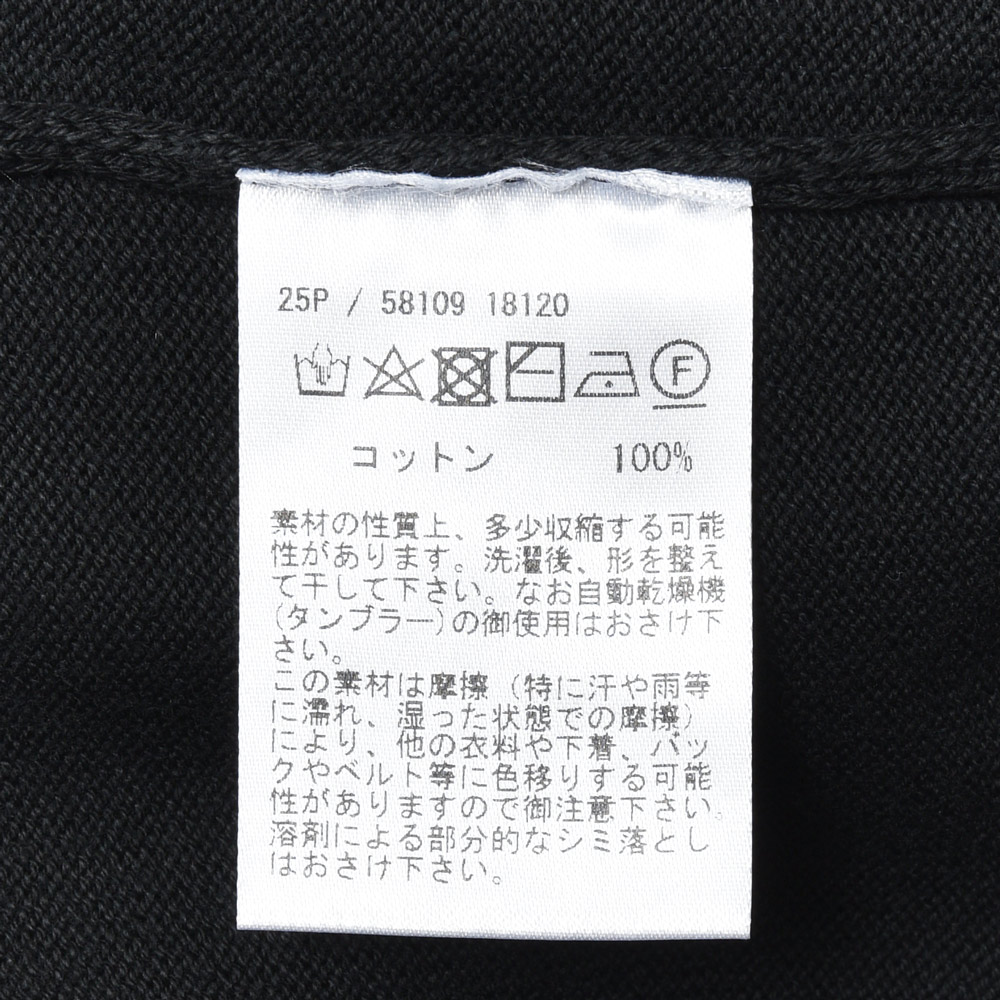 25P / 58109 18120
F
コットン 100%
素材の性質上、多少収縮する可能
性があります。洗濯後、形を整え
て干して下さい。なお自動乾燥機
(タンブラー)の御使用はおさけ下
さい。
この素材は摩擦(特に汗や雨等
に濡れ、湿った状態での摩擦)
により、他の衣料や下着、バッ
クやベルト等に色移りする可能
性がありますので御注意下さい。
溶剤による部分的なシミ落とし
はおさけ下さい。